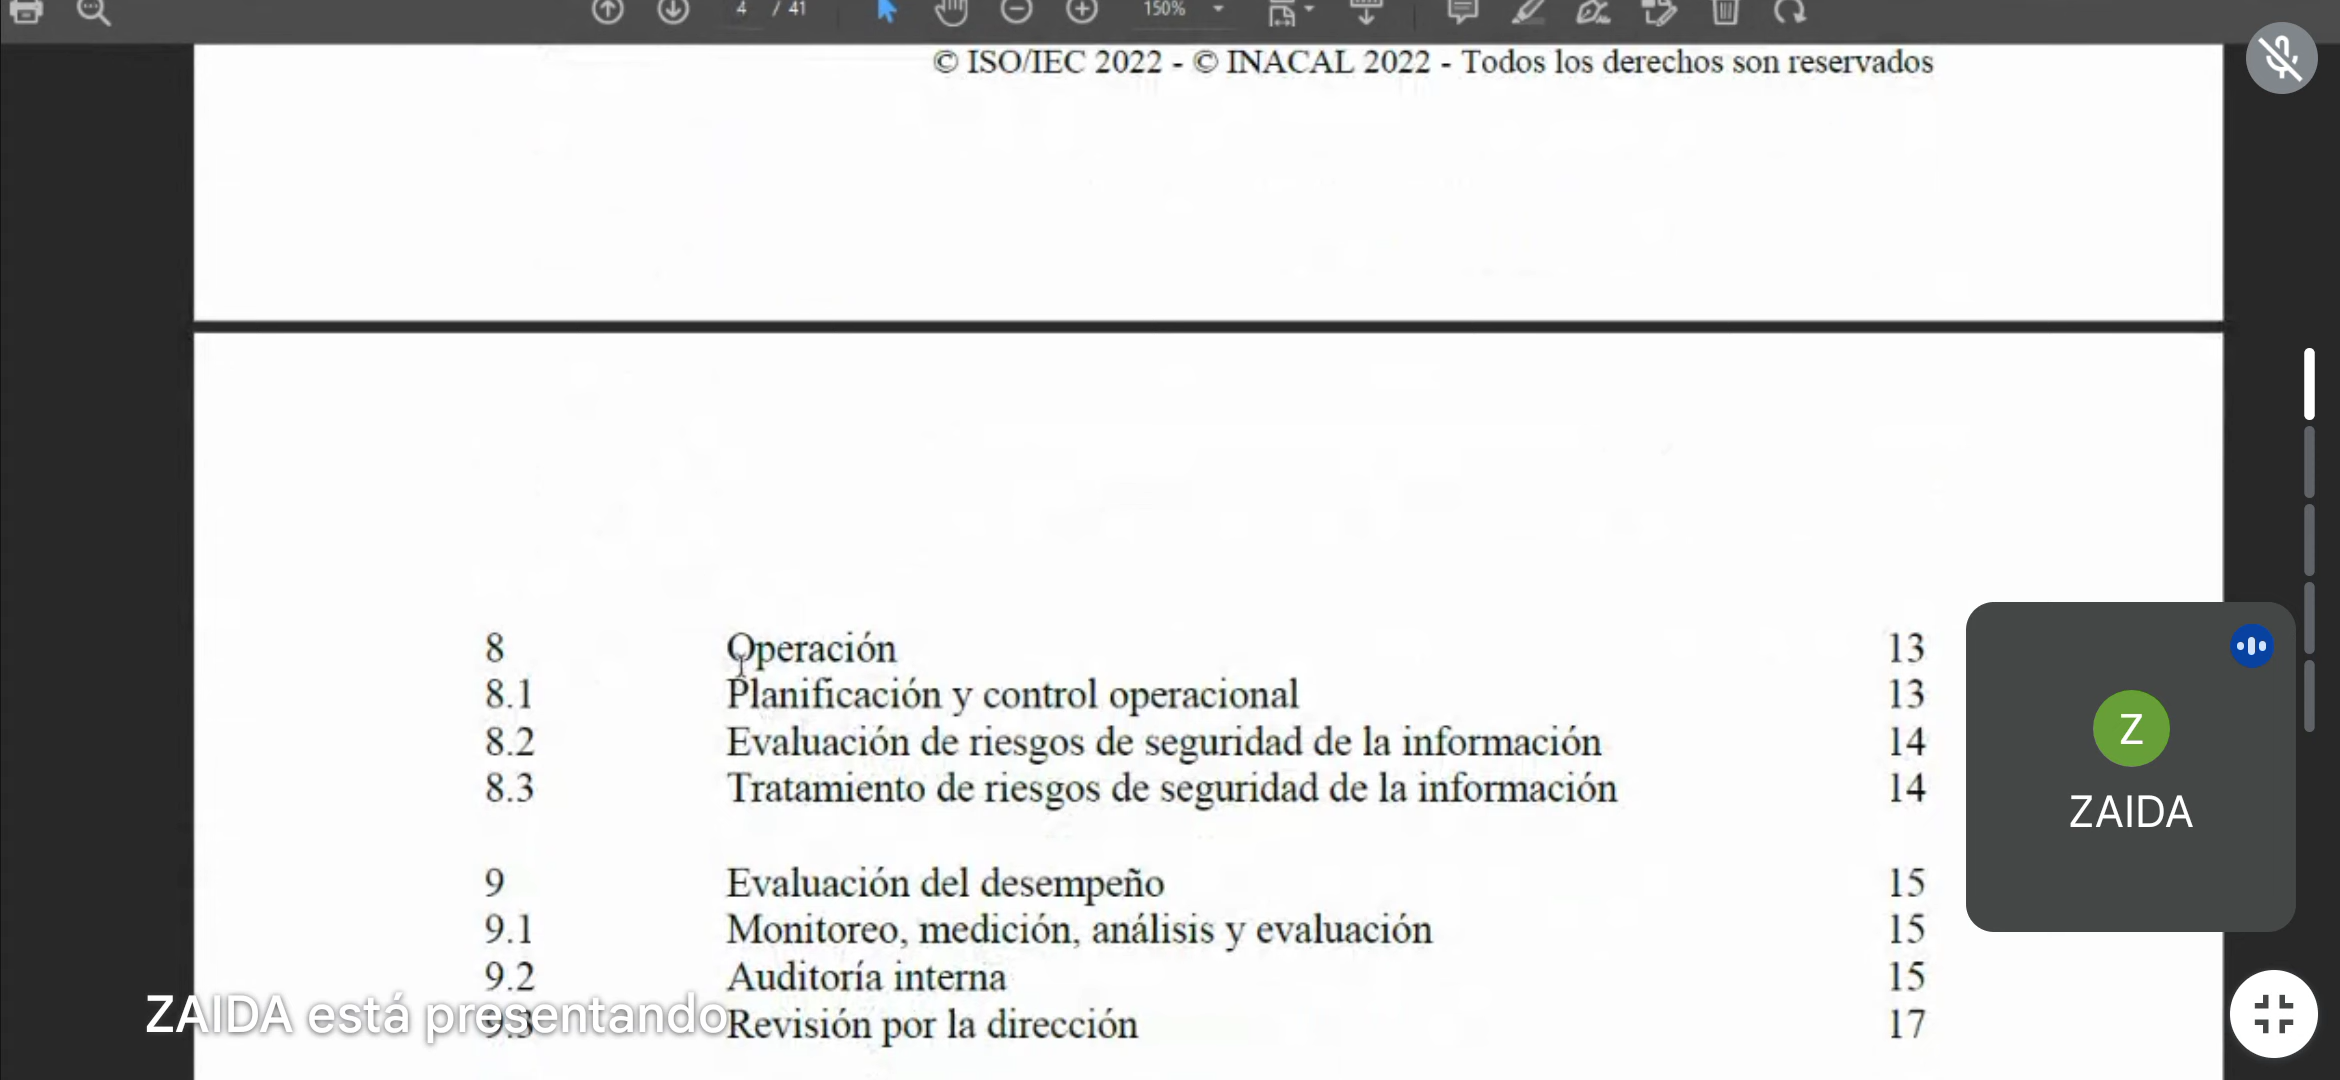 4 / 41
150%
© ISO/IEC 2022 - © INACAL 2022 - Todos los derechos son reservados
8 Operación 13
8.1 Planificación y control operacional 13
8.2 Evaluación de riesgos de seguridad de la información 14
8.3 Tratamiento de riesgos de seguridad de la información 14
Z
ZAIDA
9 Evaluación del desempeño 15
9.1 Monitoreo, medición, análisis y evaluación 15
9.2 Auditoría interna 15
ZAIDA está presentando
9.3 Revisión por la dirección 17